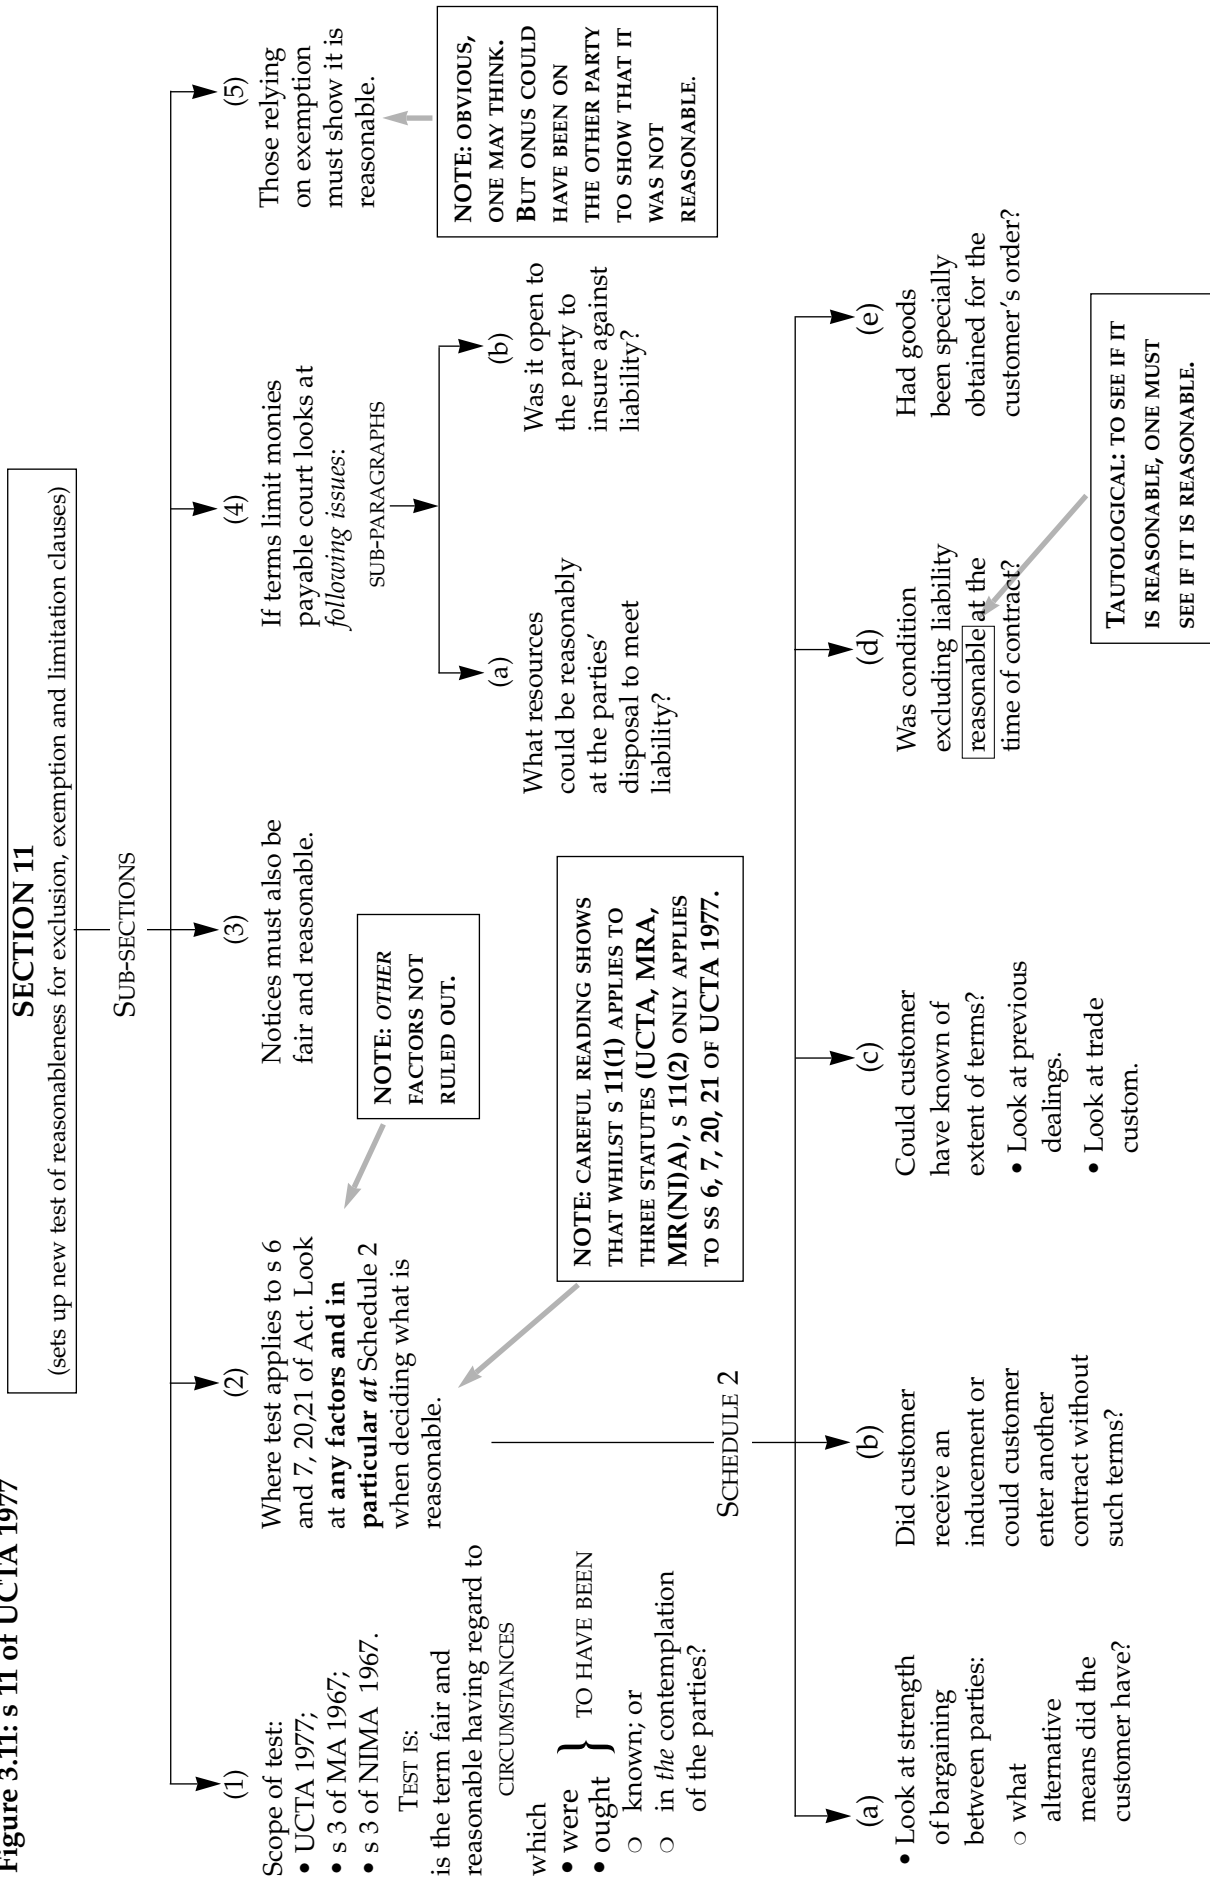 Figure 3.11: s 11 of UCTA 1977
SECTION 11
(sets up new test of reasonableness for exclusion, exemption and limitation clauses)
SUB-SECTIONS
(1)
Scope of test:
• UCTA 1977;
• s 3 of MA 1967;
• s 3 of NIMA 1967.
TEST IS:
is the term fair and
reasonable having regard to
CIRCUMSTANCES
which
• were
• ought
} TO HAVE BEEN
○ known; or
○ in the contemplation
of the parties?
(2)
Where test applies to s 6
and 7, 20,21 of Act. Look
at any factors and in
particular at Schedule 2
when deciding what is
reasonable.
NOTE: OTHER
FACTORS NOT
RULED OUT.
NOTE: CAREFUL READING SHOWS
THAT WHILST S 11(1) APPLIES TO
THREE STATUTES (UCTA, MRA,
MR(NI)A), S 11(2) ONLY APPLIES
TO SS 6, 7, 20, 21 OF UCTA 1977.
(3)
Notices must also be
fair and reasonable.
(4)
If terms limit monies
payable court looks at
following issues:
SUB-PARAGRAPHS
(a)
What resources
could be reasonably
at the parties'
disposal to meet
liability?
(b)
Was it open to
the party to
insure against
liability?
(5)
Those relying
on exemption
must show it is
reasonable.
NOTE: OBVIOUS,
ONE MAY THINK.
BUT ONUS COULD
HAVE BEEN ON
THE OTHER PARTY
TO SHOW THAT IT
WAS NOT
REASONABLE.
SCHEDULE 2
(a)
• Look at strength
of bargaining
between parties:
○ what
alternative
means did the
customer have?
(b)
Did customer
receive an
inducement or
could customer
enter another
contract without
such terms?
(c)
Could customer
have known of
extent of terms?
• Look at previous
dealings.
• Look at trade
custom.
(d)
Was condition
excluding liability
reasonable at the
time of contract?
(e)
Had goods
been specially
obtained for the
customer's order?
TAUTOLOGICAL: TO SEE IF IT
IS REASONABLE, ONE MUST
SEE IF IT IS REASONABLE.